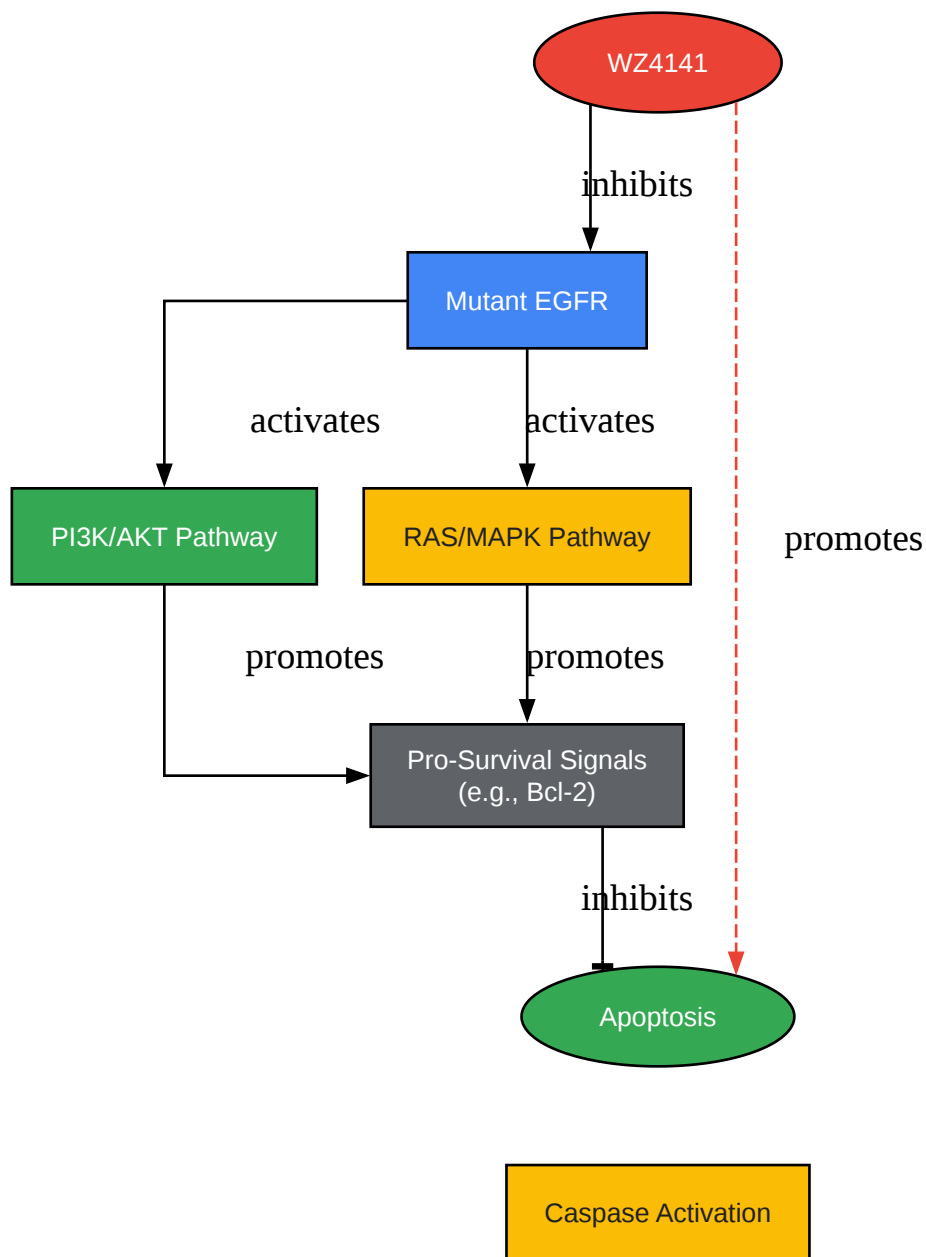 WZ4141
inhibits
Mutant EGFR
activates
activates
PI3K/AKT Pathway
RAS/MAPK Pathway
promotes
promotes
promotes
Pro-Survival Signals
(e.g., Bcl-2)
inhibits
Apoptosis
Caspase Activation